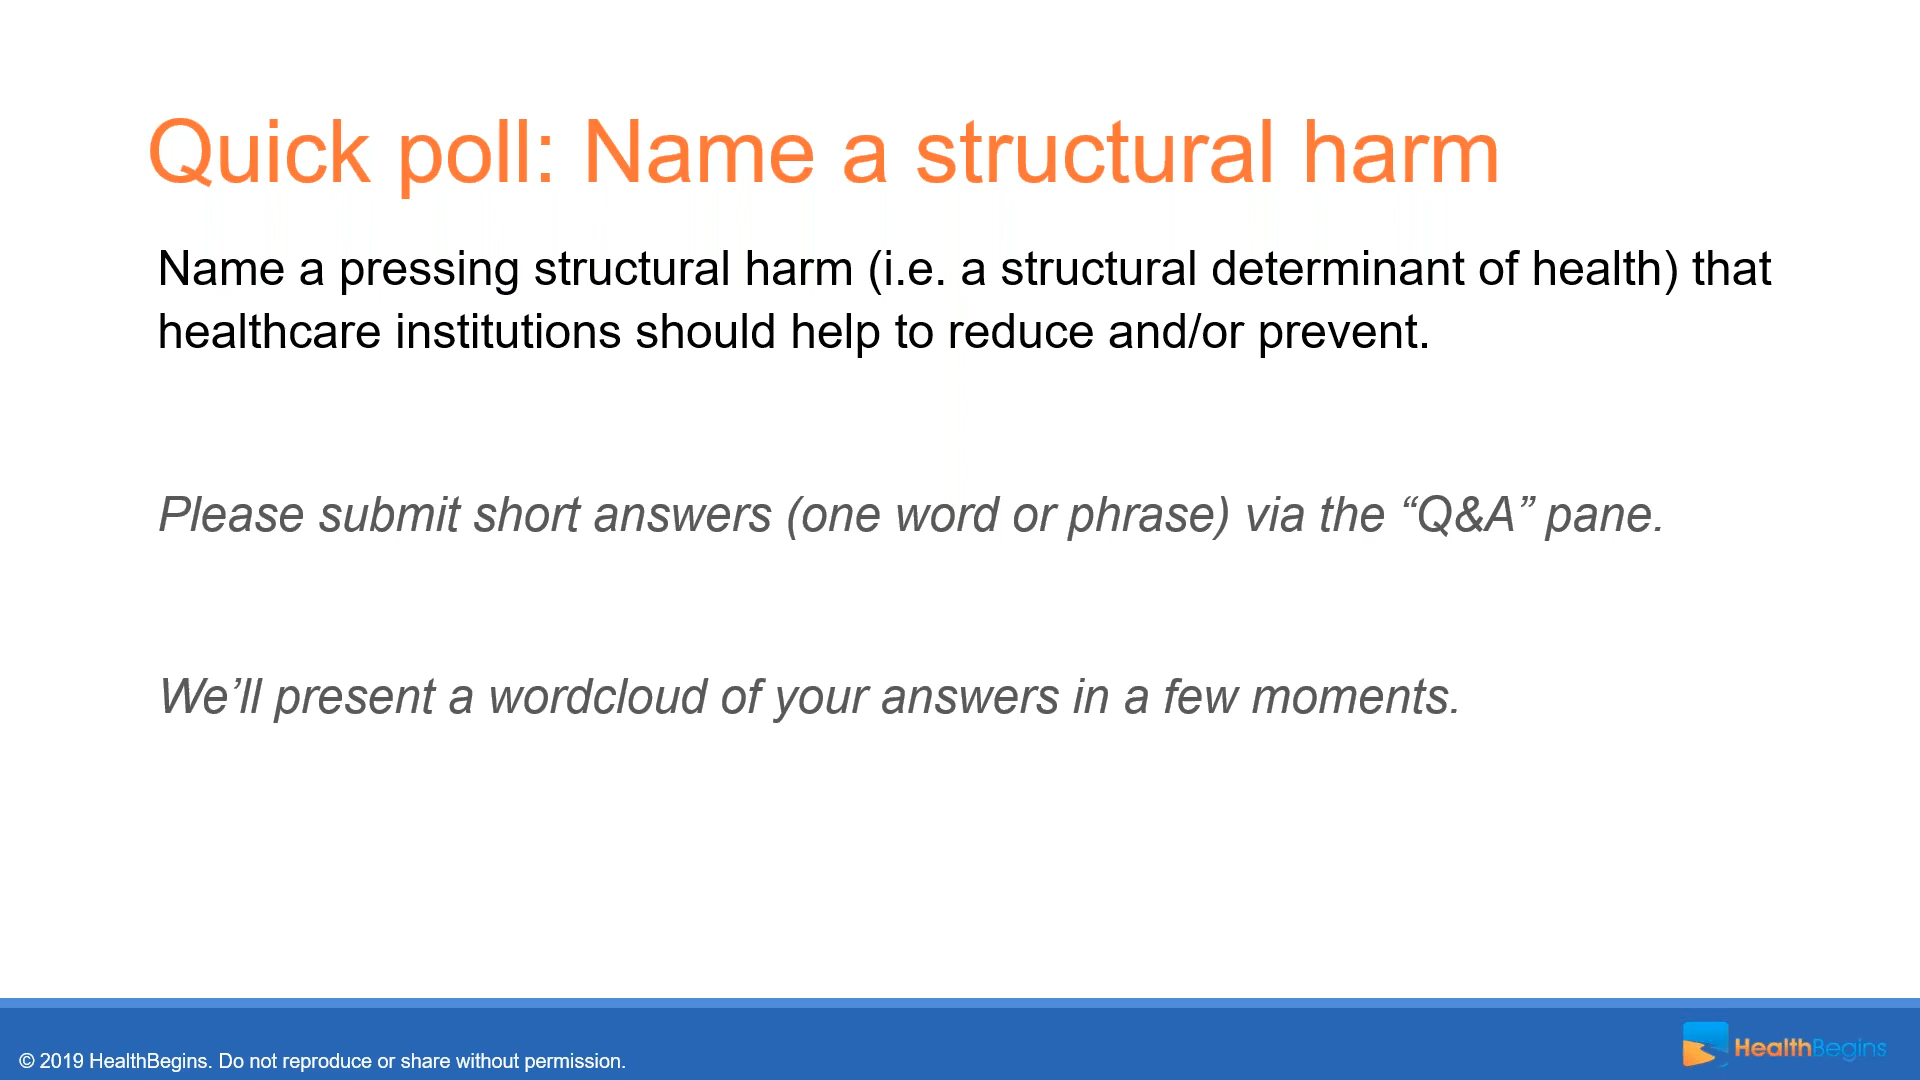 Quick poll: Name a structural harm
Name a pressing structural harm (i.e. a structural determinant of health) that
healthcare institutions should help to reduce and/or prevent.
Please submit short answers (one word or phrase) via the “Q&A” pane.
We’ll present a wordcloud of your answers in a few moments.
© 2019 HealthBegins. Do not reproduce or share without permission.
HealthBegins